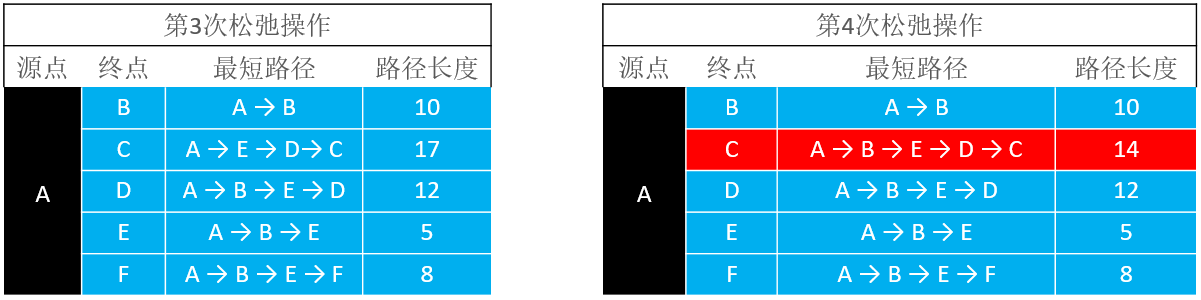 第3次松弛操作
源点 终点 最短路径 路径长度
A
B A → B 10
C A → E → D→ C 17
D A → B → E → D 12
E A → B → E 5
F A → B → E → F 8
第4次松弛操作
源点 终点 最短路径 路径长度
A
B A → B 10
C A → B → E → D → C 14
D A → B → E → D 12
E A → B → E 5
F A → B → E → F 8